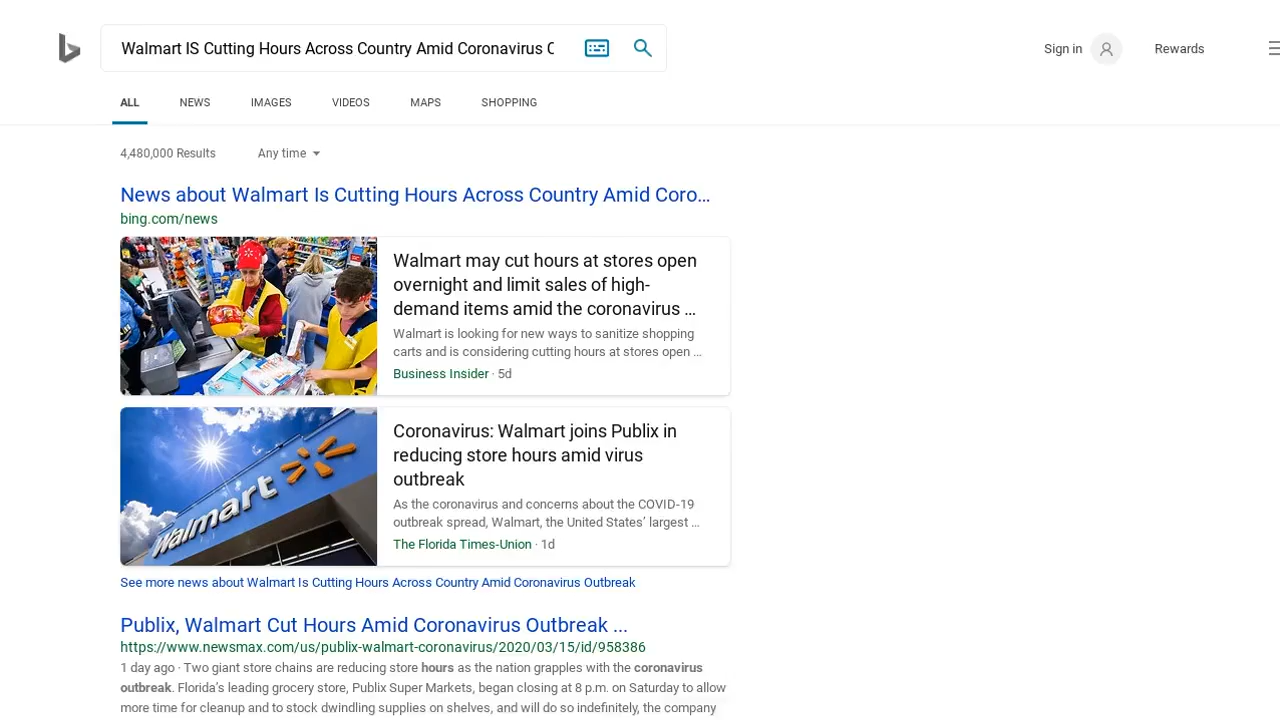 Walmart IS Cutting Hours Across Country Amid Coronavirus
Sign in
Rewards
ALL
NEWS
IMAGES
VIDEOS
MAPS
SHOPPING
4,480,000 Results
Any time
News about Walmart Is Cutting Hours Across Country Amid Coro...
bing.com/news
Walmart may cut hours at stores open
overnight and limit sales of high-
demand items amid the coronavirus ...
Walmart is looking for new ways to sanitize shopping
carts and is considering cutting hours at stores open ...
Business Insider · 5d
Walmart
Coronavirus: Walmart joins Publix in
reducing store hours amid virus
outbreak
As the coronavirus and concerns about the COVID-19
outbreak spread, Walmart, the United States’ largest ...
The Florida Times-Union · 1d
See more news about Walmart Is Cutting Hours Across Country Amid Coronavirus Outbreak
Publix, Walmart Cut Hours Amid Coronavirus Outbreak ...
https://www.newsmax.com/us/publix-walmart-coronavirus/2020/03/15/id/958386
1 day ago · Two giant store chains are reducing store hours as the nation grapples with the coronavirus
outbreak. Florida’s leading grocery store, Publix Super Markets, began closing at 8 p.m. on Saturday to allow
more time for cleanup and to stock dwindling supplies on shelves, and will do so indefinitely, the company